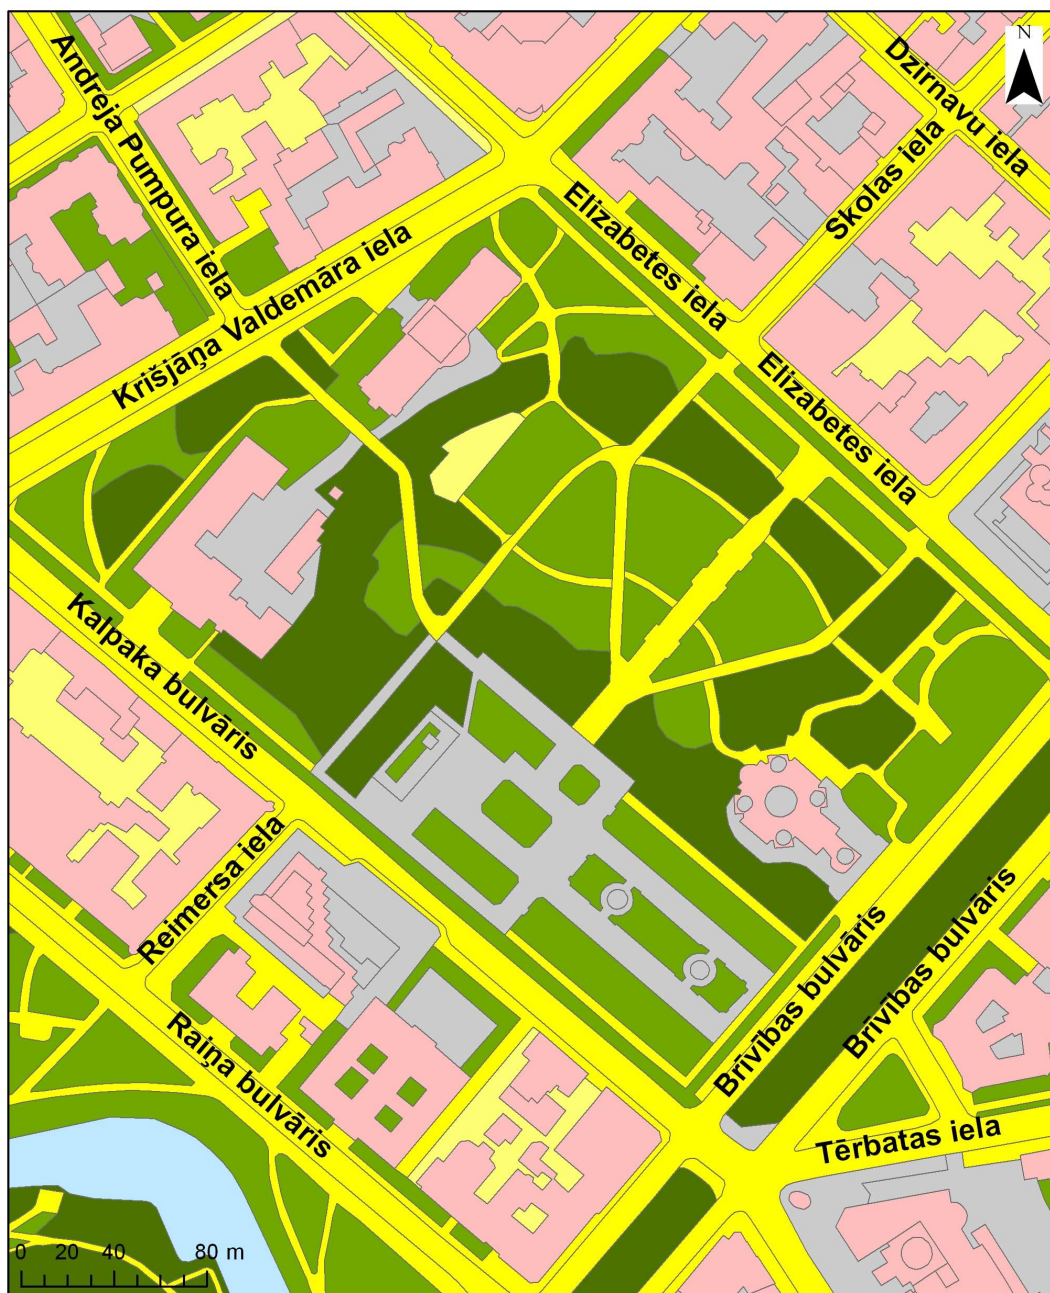 N
Andreja Pumpura iela
Dzirnavu iela
Skolas iela
Elizabetes iela
Krišjāņa Valdemāra iela
Elizabetes iela
Kalpaka bulvāris
Reimersa iela
Brīvības bulvāris
Brīvības bulvāris
Raiņa bulvāris
Tērbatas iela
0 20 40 80 m